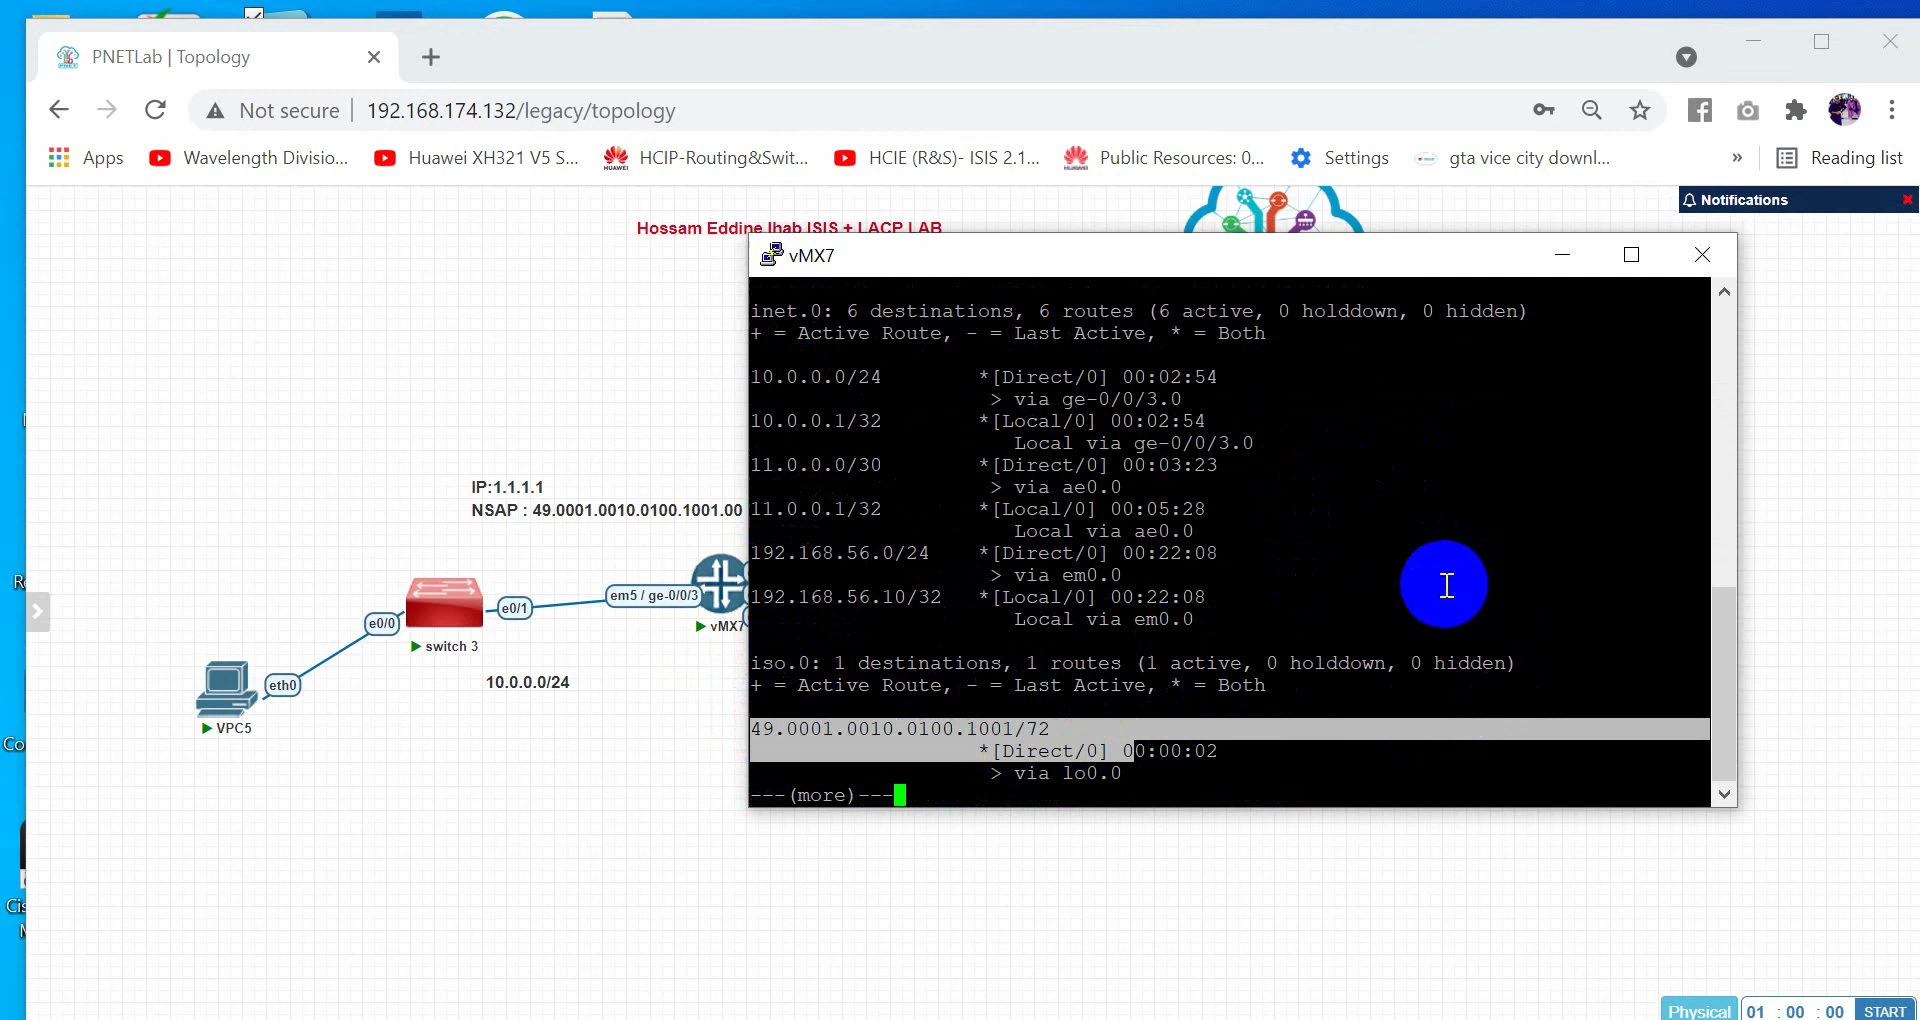 PNETLab | Topology
Not secure | 192.168.174.132/legacy/topology
Apps
Wavelength Divisio...
Huawei XH321 V5 S...
HUAWEI
HCIP-Routing&Swit...
HCIE (R&S)- ISIS 2.1...
HUAWEI
Public Resources: 0...
Settings
gta vice city downl...
»
Reading list
Notifications
Hossam Eddine Ihab ISIS + LACP LAB
vMX7
inet.0: 6 destinations, 6 routes (6 active, 0 holddown, 0 hidden)
+ = Active Route, - = Last Active, * = Both
10.0.0.0/24 *[Direct/0] 00:02:54
> via ge-0/0/3.0
10.0.0.1/32 *[Local/0] 00:02:54
Local via ge-0/0/3.0
11.0.0.0/30 *[Direct/0] 00:03:23
> via ae0.0
11.0.0.1/32 *[Local/0] 00:05:28
Local via ae0.0
192.168.56.0/24 *[Direct/0] 00:22:08
> via em0.0
192.168.56.10/32 *[Local/0] 00:22:08
Local via em0.0
iso.0: 1 destinations, 1 routes (1 active, 0 holddown, 0 hidden)
+ = Active Route, - = Last Active, * = Both
49.0001.0010.0100.1001/72
*[Direct/0] 00:00:02
> via lo0.0
---(more)---
IP:1.1.1.1
NSAP : 49.0001.0010.0100.1001.00
em5 / ge-0/0/3
e0/1
e0/0
vMX7
switch 3
10.0.0.0/24
eth0
VPC5
Physical
01 : 00 : 00
START